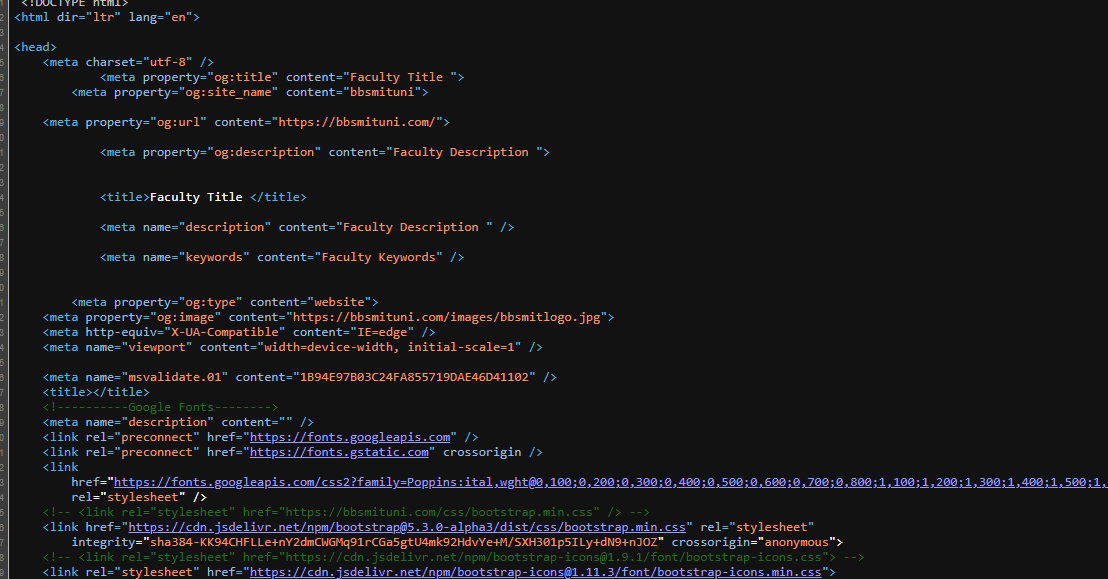 <!DOCTYPE html>
<html dir="ltr" lang="en">
<head>
<meta charset="utf-8" />
<meta property="og:title" content="Faculty Title ">
<meta property="og:site_name" content="bbsmituni">
<meta property="og:url" content="https://bbsmituni.com/">
<meta property="og:description" content="Faculty Description ">
<title>Faculty Title </title>
<meta name="description" content="Faculty Description " />
<meta name="keywords" content="Faculty Keywords" />
<meta property="og:type" content="website">
<meta property="og:image" content="https://bbsmituni.com/images/bbsmitlogo.jpg">
<meta http-equiv="X-UA-Compatible" content="IE=edge" />
<meta name="viewport" content="width=device-width, initial-scale=1" />
<meta name="msvalidate.01" content="1B94E97B03C24FA855719DAE46D41102" />
<title></title>
<!----------Google Fonts-------->
<meta name="description" content="" />
<link rel="preconnect" href="https://fonts.googleapis.com" />
<link rel="preconnect" href="https://fonts.gstatic.com" crossorigin />
<link
href="https://fonts.googleapis.com/css2?family=Poppins:ital,wght@0,100;0,200;0,300;0,400;0,500;0,600;0,700;0,800;1,100;1,200;1,300;1,400;1,500;1,
rel="stylesheet" />
<!-- <link rel="stylesheet" href="https://bbsmituni.com/css/bootstrap.min.css" /> -->
<link href="https://cdn.jsdelivr.net/npm/bootstrap@5.3.0-alpha3/dist/css/bootstrap.min.css" rel="stylesheet"
integrity="sha384-KK94CHFLLe+nY2dmCWGMq91rCGa5gtU4mk92HdvYe+M/SXH301p5ILy+dN9+nJOZ" crossorigin="anonymous">
<!-- <link rel="stylesheet" href="https://cdn.jsdelivr.net/npm/bootstrap-icons@1.9.1/font/bootstrap-icons.css"> -->
<link rel="stylesheet" href="https://cdn.jsdelivr.net/npm/bootstrap-icons@1.11.3/font/bootstrap-icons.min.css">